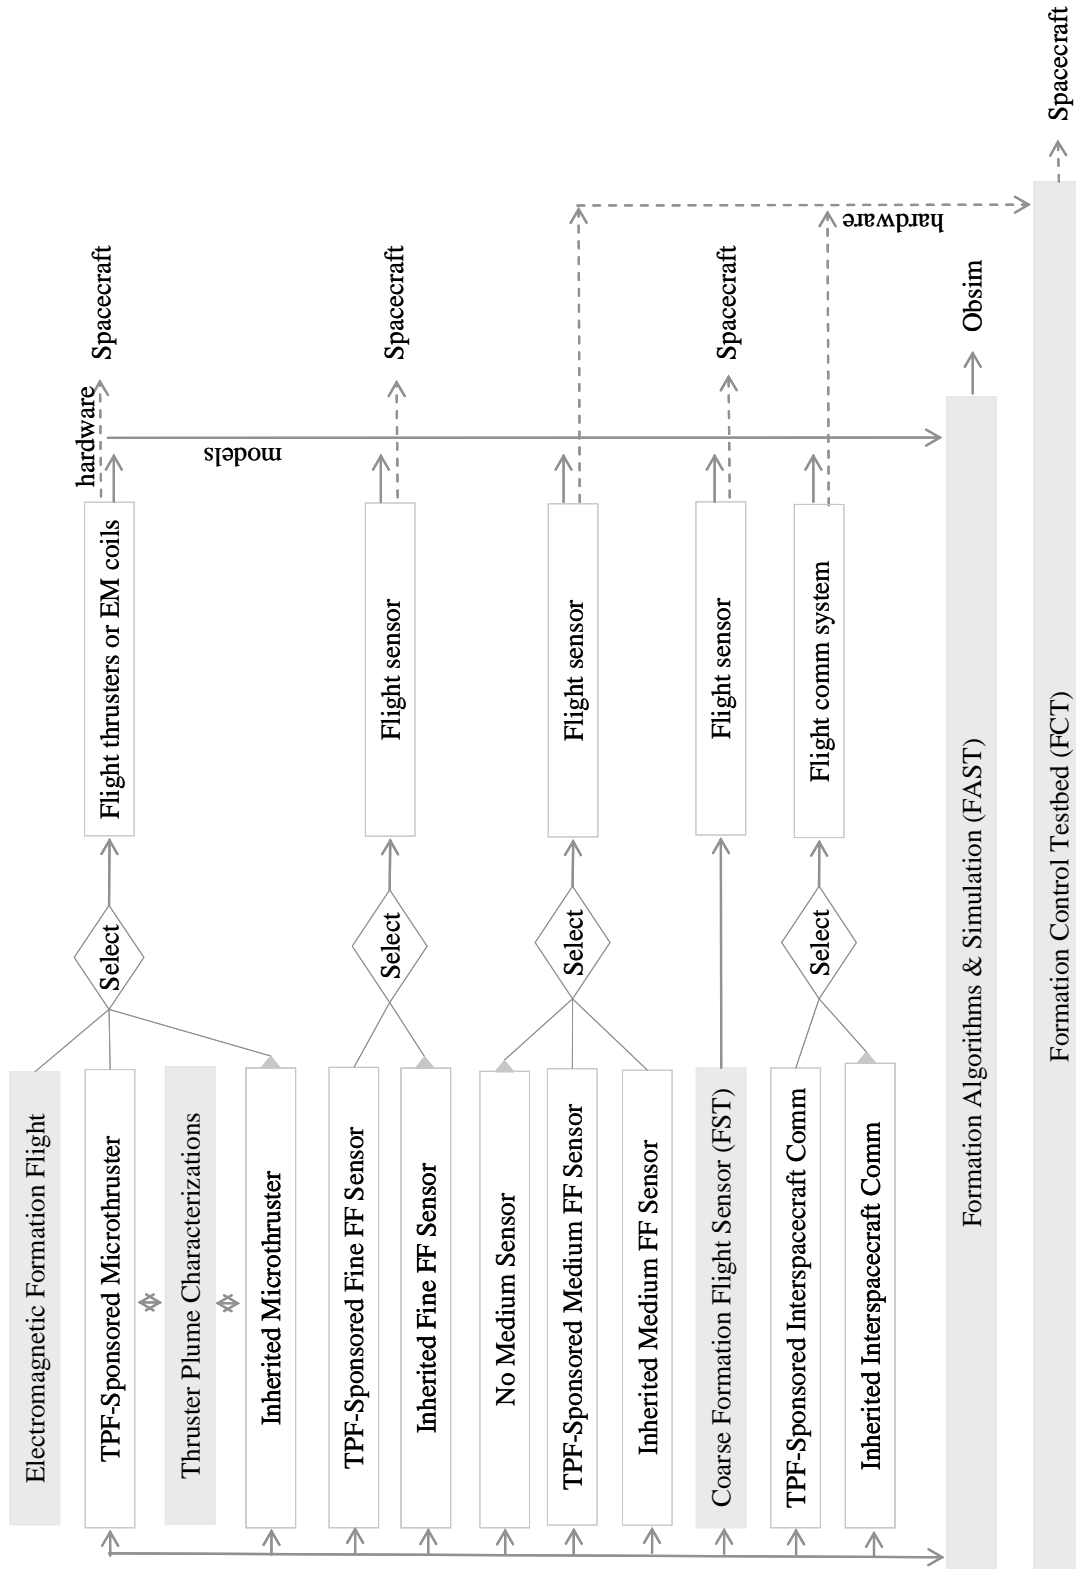 Electromagnetic Formation Flight
TPF-Sponsored Microthruster
Thruster Plume Characterizations
Inherited Microthruster
Select
Flight thrusters or EM coils
hardware
Spacecraft
models
TPF-Sponsored Fine FF Sensor
Inherited Fine FF Sensor
Select
Flight sensor
Spacecraft
No Medium Sensor
TPF-Sponsored Medium FF Sensor
Inherited Medium FF Sensor
Select
Flight sensor
Coarse Formation Flight Sensor (FST)
Flight sensor
Spacecraft
TPF-Sponsored Interspacecraft Comm
Inherited Interspacecraft Comm
Select
Flight comm system
hardware
Formation Algorithms & Simulation (FAST)
Obsim
Formation Control Testbed (FCT)
Spacecraft